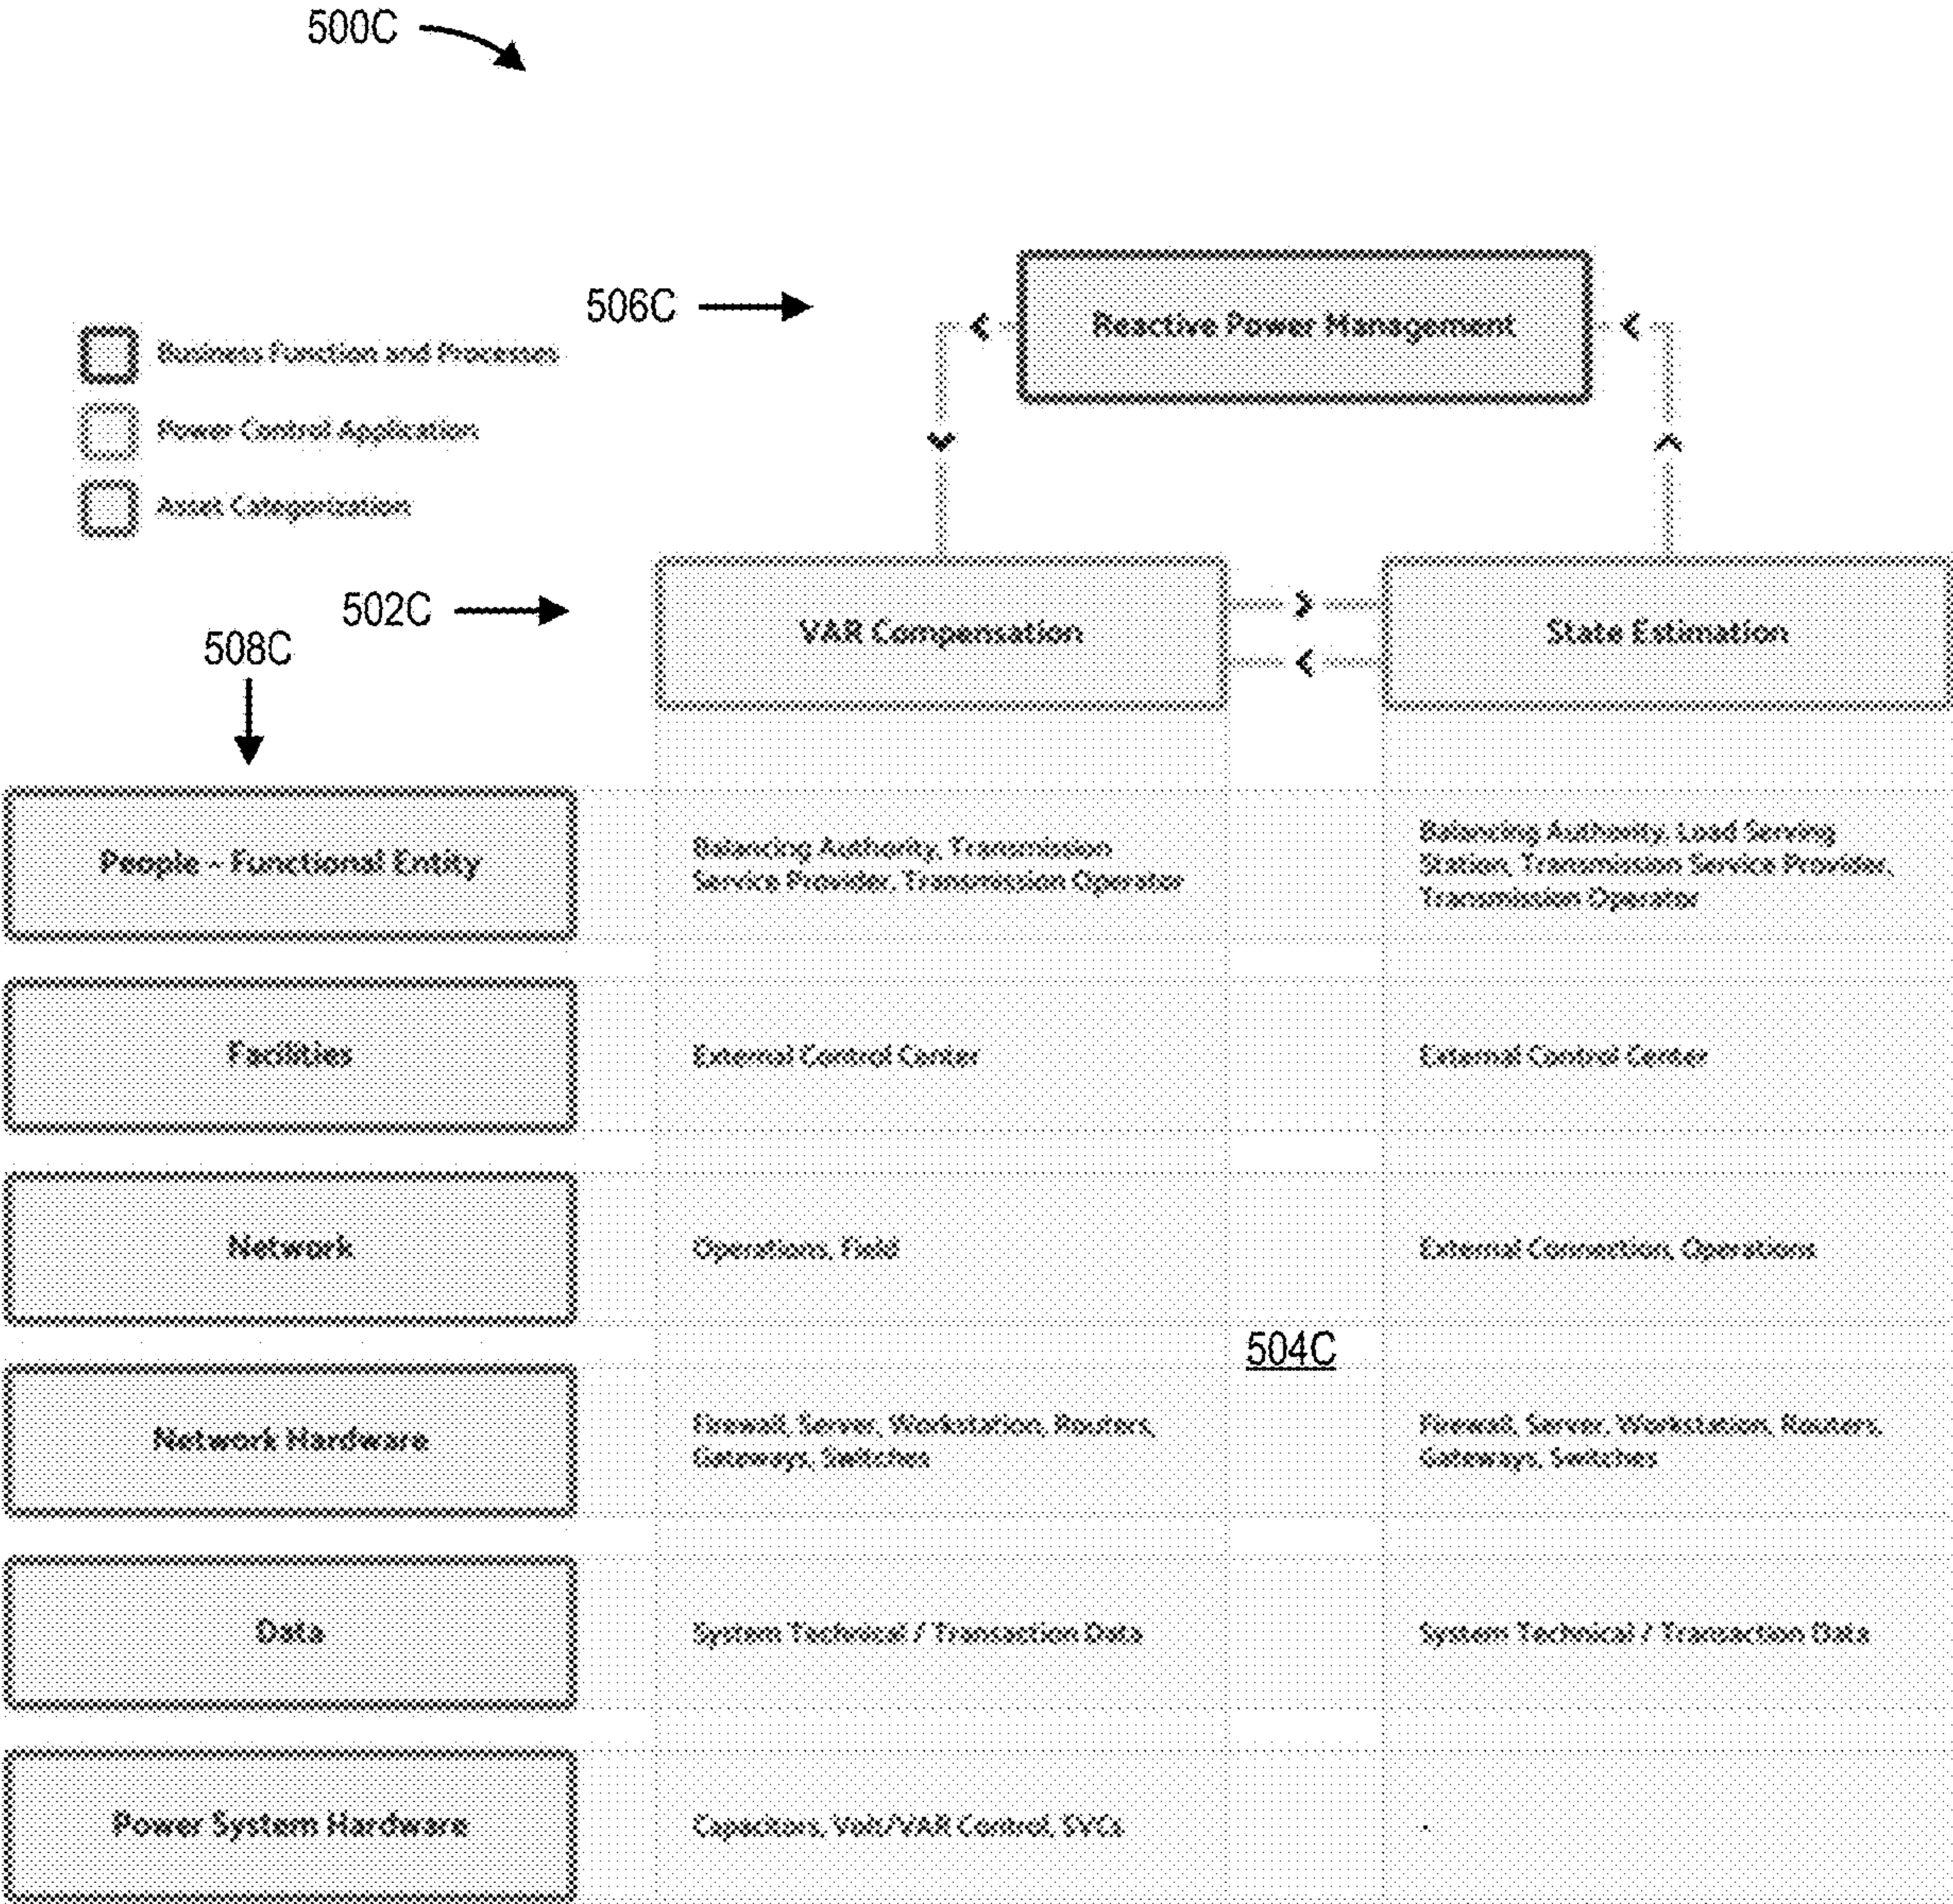 500C
506C
Reactive Power Management
Business Function and Processes
Power Control Application
Asset Categorization
502C
VAR Compensation
State Estimation
508C
People - Functional Entity
Balancing Authority, Transmission
Service Provider, Transmission Operator
Balancing Authority, Load Serving
Station, Transmission Service Provider,
Transmission Operator
Facilities
External Control Center
External Control Center
Network
Operations, Field
External Connection, Operations
504C
Network Hardware
Firewall, Server, Workstation, Routers,
Gateways, Switches
Firewall, Server, Workstation, Routers,
Gateways, Switches
Data
System Technical / Transaction Data
System Technical / Transaction Data
Power System Hardware
Capacitors, Volt/VAR Control, SVCs
-